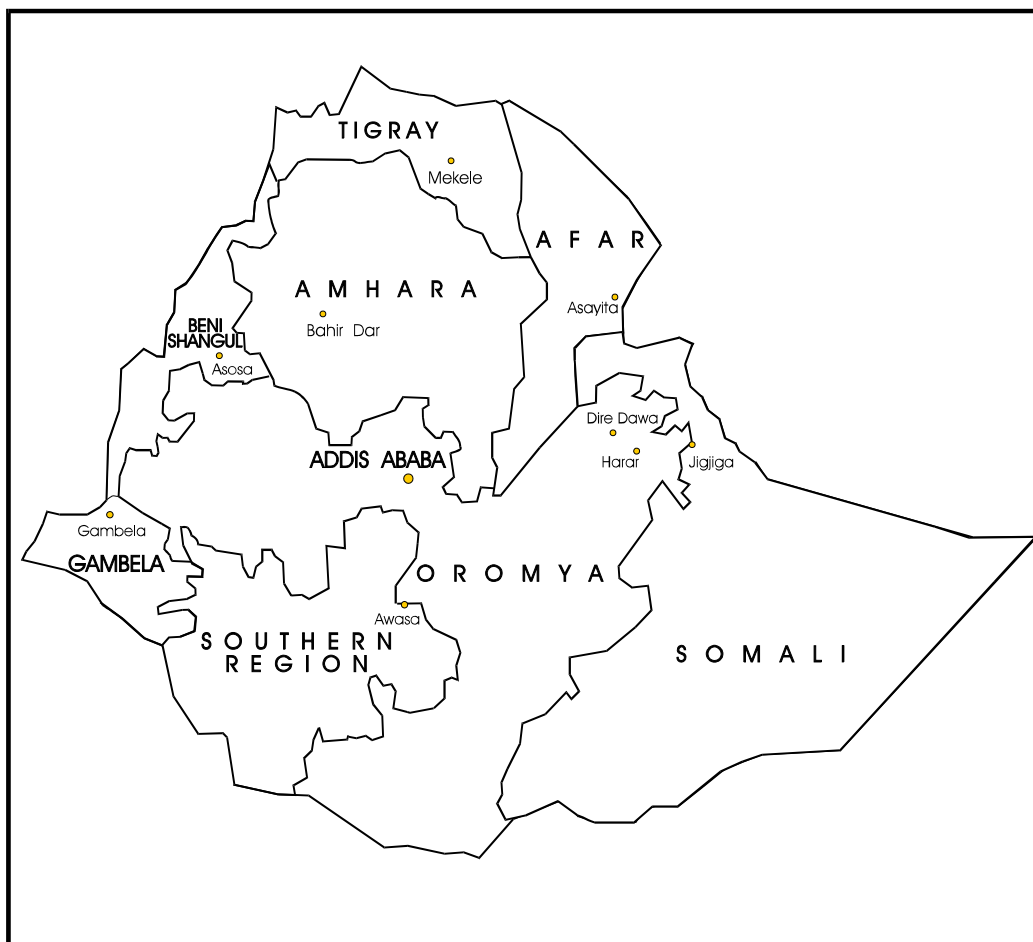 TIGRAY
Mekele
AFAR
AMHARA
Asayita
Bahir Dar
BENI
SHANGUL
Asosa
Dire Dawa
ADDIS ABABA
Harar
Jigjiga
Gambela
GAMBELA
OROMYA
Awasa
SOUTHERN
REGION
SOMALI